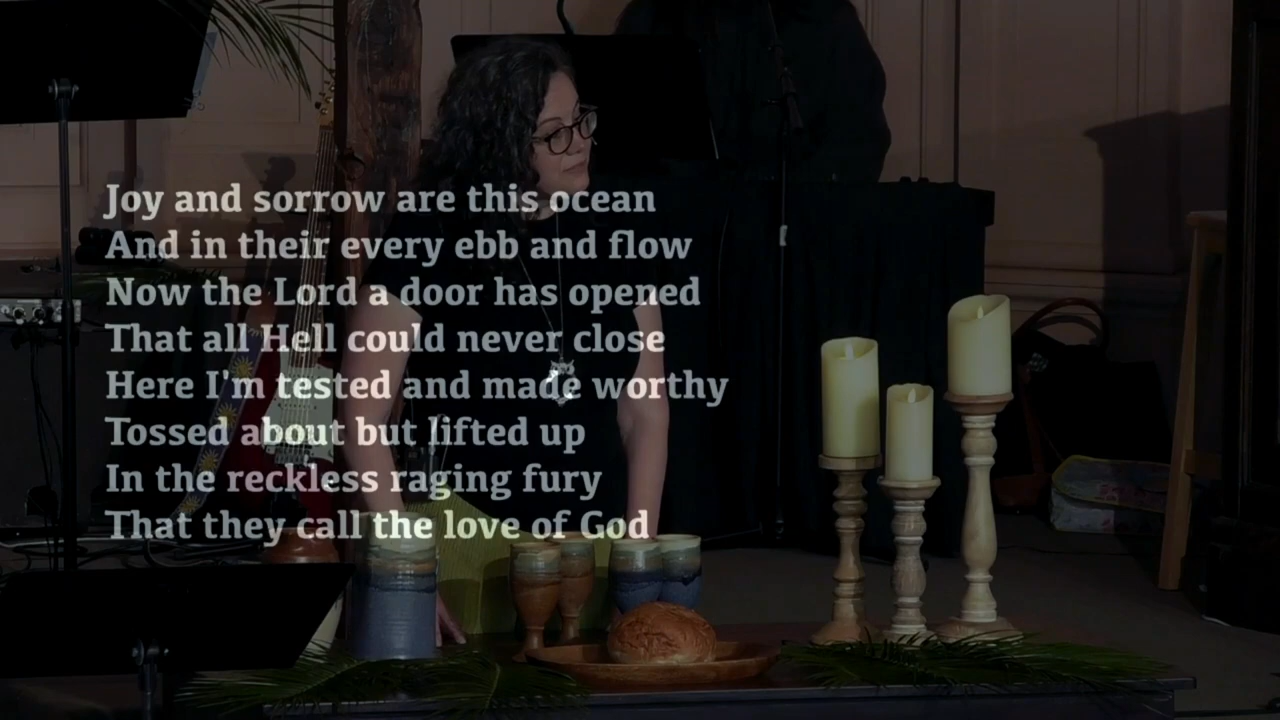 Joy and sorrow are this ocean
And in their every ebb and flow
Now the Lord a door has opened
That all Hell could never close
Here I'm tested and made worthy
Tossed about but lifted up
In the reckless raging fury
That they call the love of God